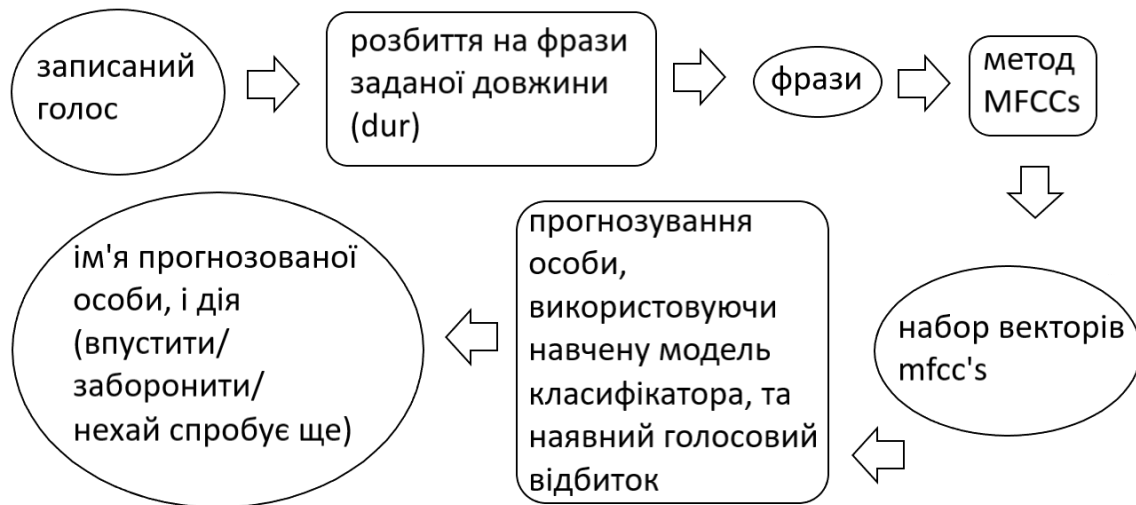 записаний
голос
розбиття на фрази
заданої довжини
(dur)
фрази
метод
MFCCs
набор векторів
mfcc's
прогнозування
особи,
використовуючи
навчену модель
класифікатора, та
наявний голосовий
відбиток
ім'я прогнозованої
особи, і дія
(впустити/
заборонити/
нехай спробує ще)